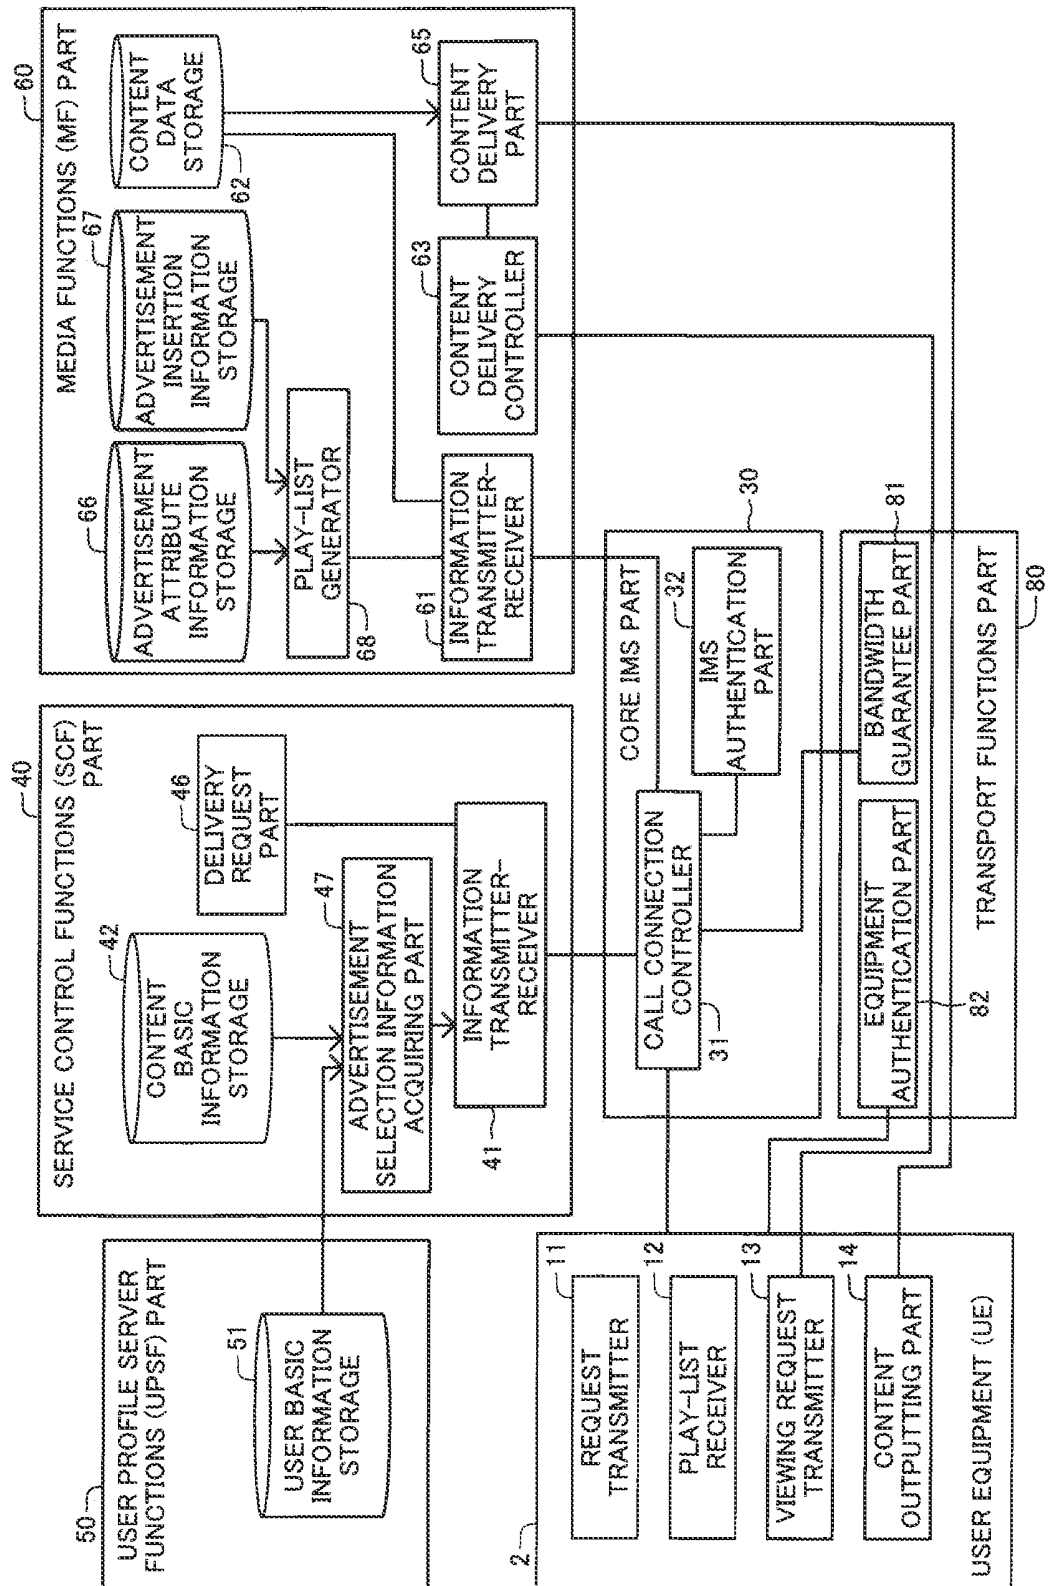 50
USER PROFILE SERVER
FUNCTIONS (UPSF) PART
51
USER BASIC
INFORMATION
STORAGE
40
SERVICE CONTROL FUNCTIONS (SCF)
PART
42
CONTENT
BASIC
INFORMATION
STORAGE
46
DELIVERY
REQUEST
PART
47
ADVERTISEMENT
SELECTION INFORMATION
ACQUIRING PART
41
INFORMATION
TRANSMITTER-
RECEIVER
60
MEDIA FUNCTIONS (MF) PART
66
ADVERTISEMENT
ATTRIBUTE
INFORMATION
STORAGE
67
ADVERTISEMENT
INSERTION
INFORMATION
STORAGE
62
CONTENT
DATA
STORAGE
PLAY-LIST
GENERATOR
68
61
INFORMATION
TRANSMITTER-
RECEIVER
63
CONTENT
DELIVERY
CONTROLLER
65
CONTENT
DELIVERY
PART
2
11
REQUEST
TRANSMITTER
12
PLAY-LIST
RECEIVER
13
VIEWING REQUEST
TRANSMITTER
14
CONTENT
OUTPUTTING PART
USER EQUIPMENT (UE)
30
CORE IMS PART
CALL CONNECTION
CONTROLLER
31
32
IMS
AUTHENTICATION
PART
EQUIPMENT
AUTHENTICATION PART
82
81
BANDWIDTH
GUARANTEE PART
TRANSPORT FUNCTIONS PART
80